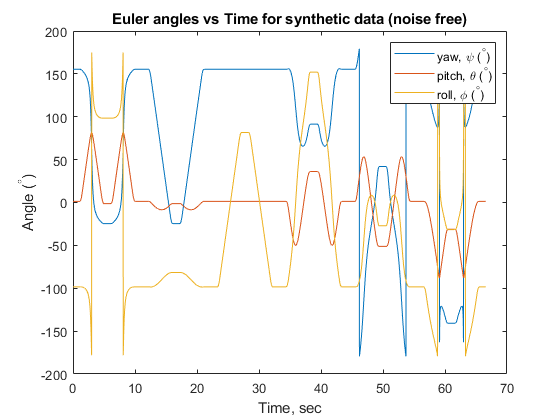 Euler angles vs Time for synthetic data (noise free)
200
150
100
50
0
-50
-100
-150
-200
Angle (°)
yaw, ψ (°)
pitch, θ (°)
roll, ϕ (°)
0 10 20 30 40 50 60 70
Time, sec